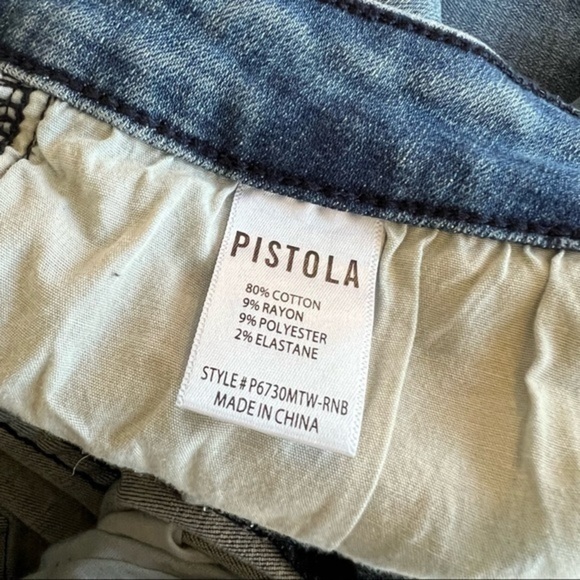 PISTOLA
80% COTTON
9% RAYON
9% POLYESTER
2% ELASTANE
STYLE# P6730MTW-RNB
MADE IN CHINA